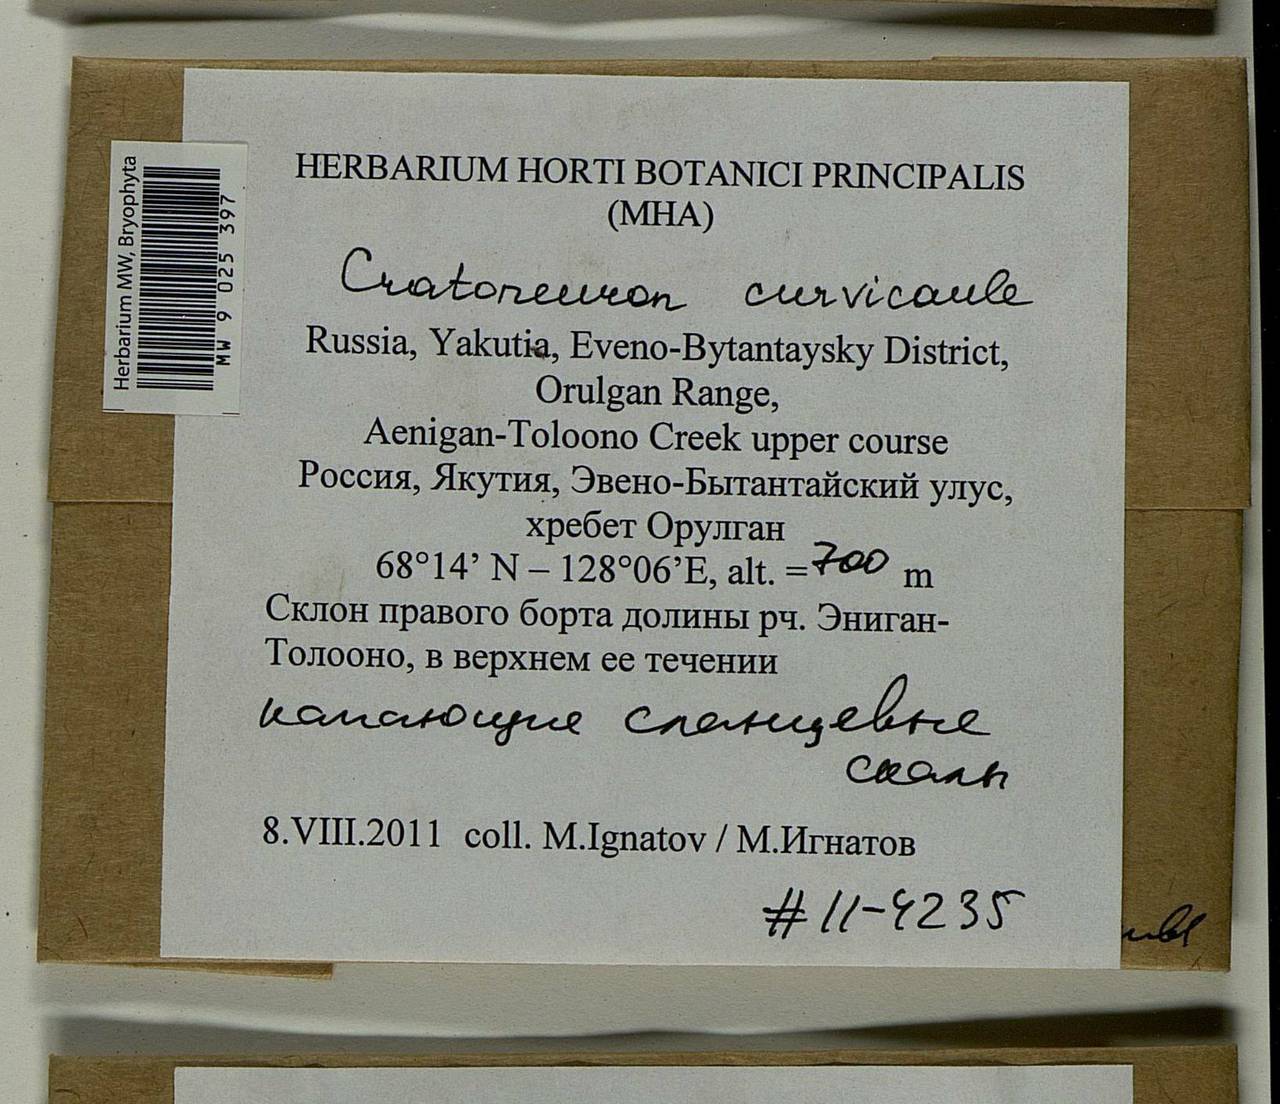 HERBARIUM HORTI BOTANICI PRINCIPALIS
(MHA)
Cratoneuron curvicaule
Russia, Yakutia, Eveno-Bytantaysky District,
Orulgan Range,
Aenigan-Toloono Creek upper course
Россия, Якутия, Эвено-Бытантайский улус,
хребет Орулган
68°14’ N – 128°06’E, alt. =700 m
Склон правого борта долины рч. Эниган-
Толооно, в верхнем ее течении
капающие сланцевые
скалы
8.VIII.2011 coll. M.Ignatov / М.Игнатов
#11-4235
Herbarium MW, Bryophyta
MW 9 025 397